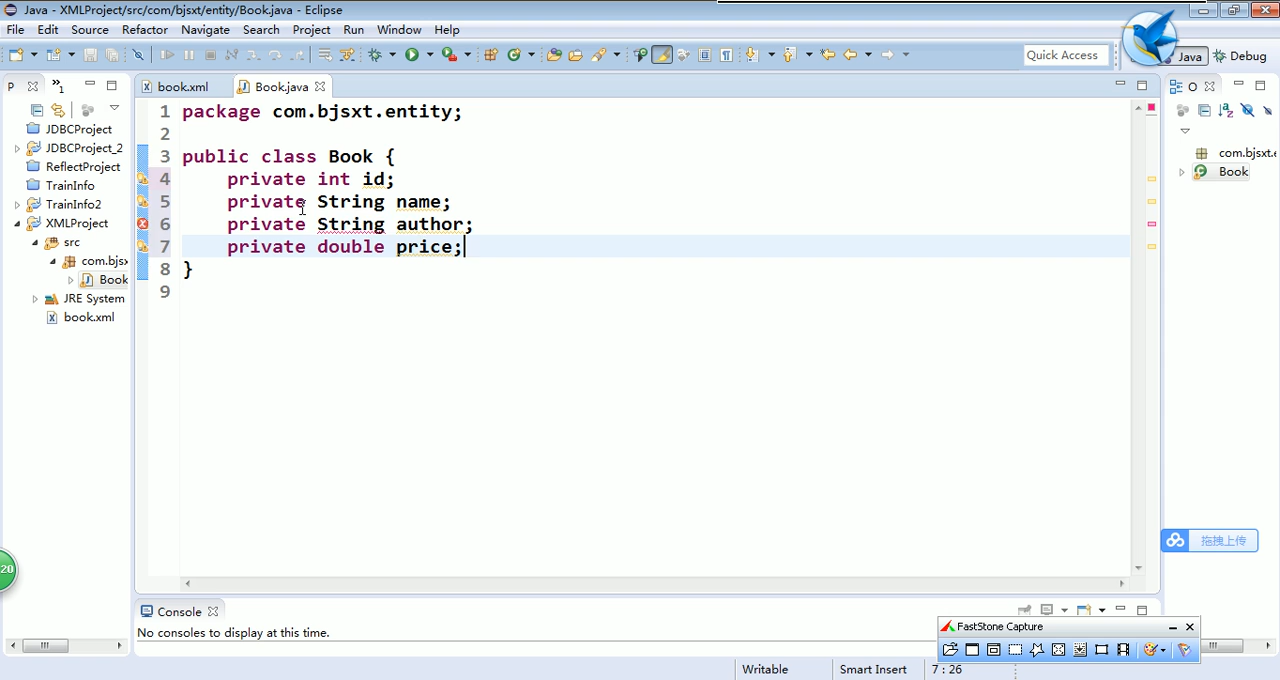 Java - XMLProject/src/com/bjsxt/entity/Book.java - Eclipse
File Edit Source Refactor Navigate Search Project Run Window Help
Quick Access Java Debug
P 1 book.xml Book.java O
JDBCProject
JDBCProject_2
ReflectProject
TrainInfo
TrainInfo2
XMLProject
src
com.bjsx
Book
JRE System
book.xml
1 package com.bjsxt.entity;
2
3 public class Book {
4 private int id;
5 private String name;
6 private String author;
7 private double price;
8 }
9
com.bjsxt.e
Book
拖拽上传
20
Console
No consoles to display at this time.
FastStone Capture
Writable Smart Insert 7 : 26